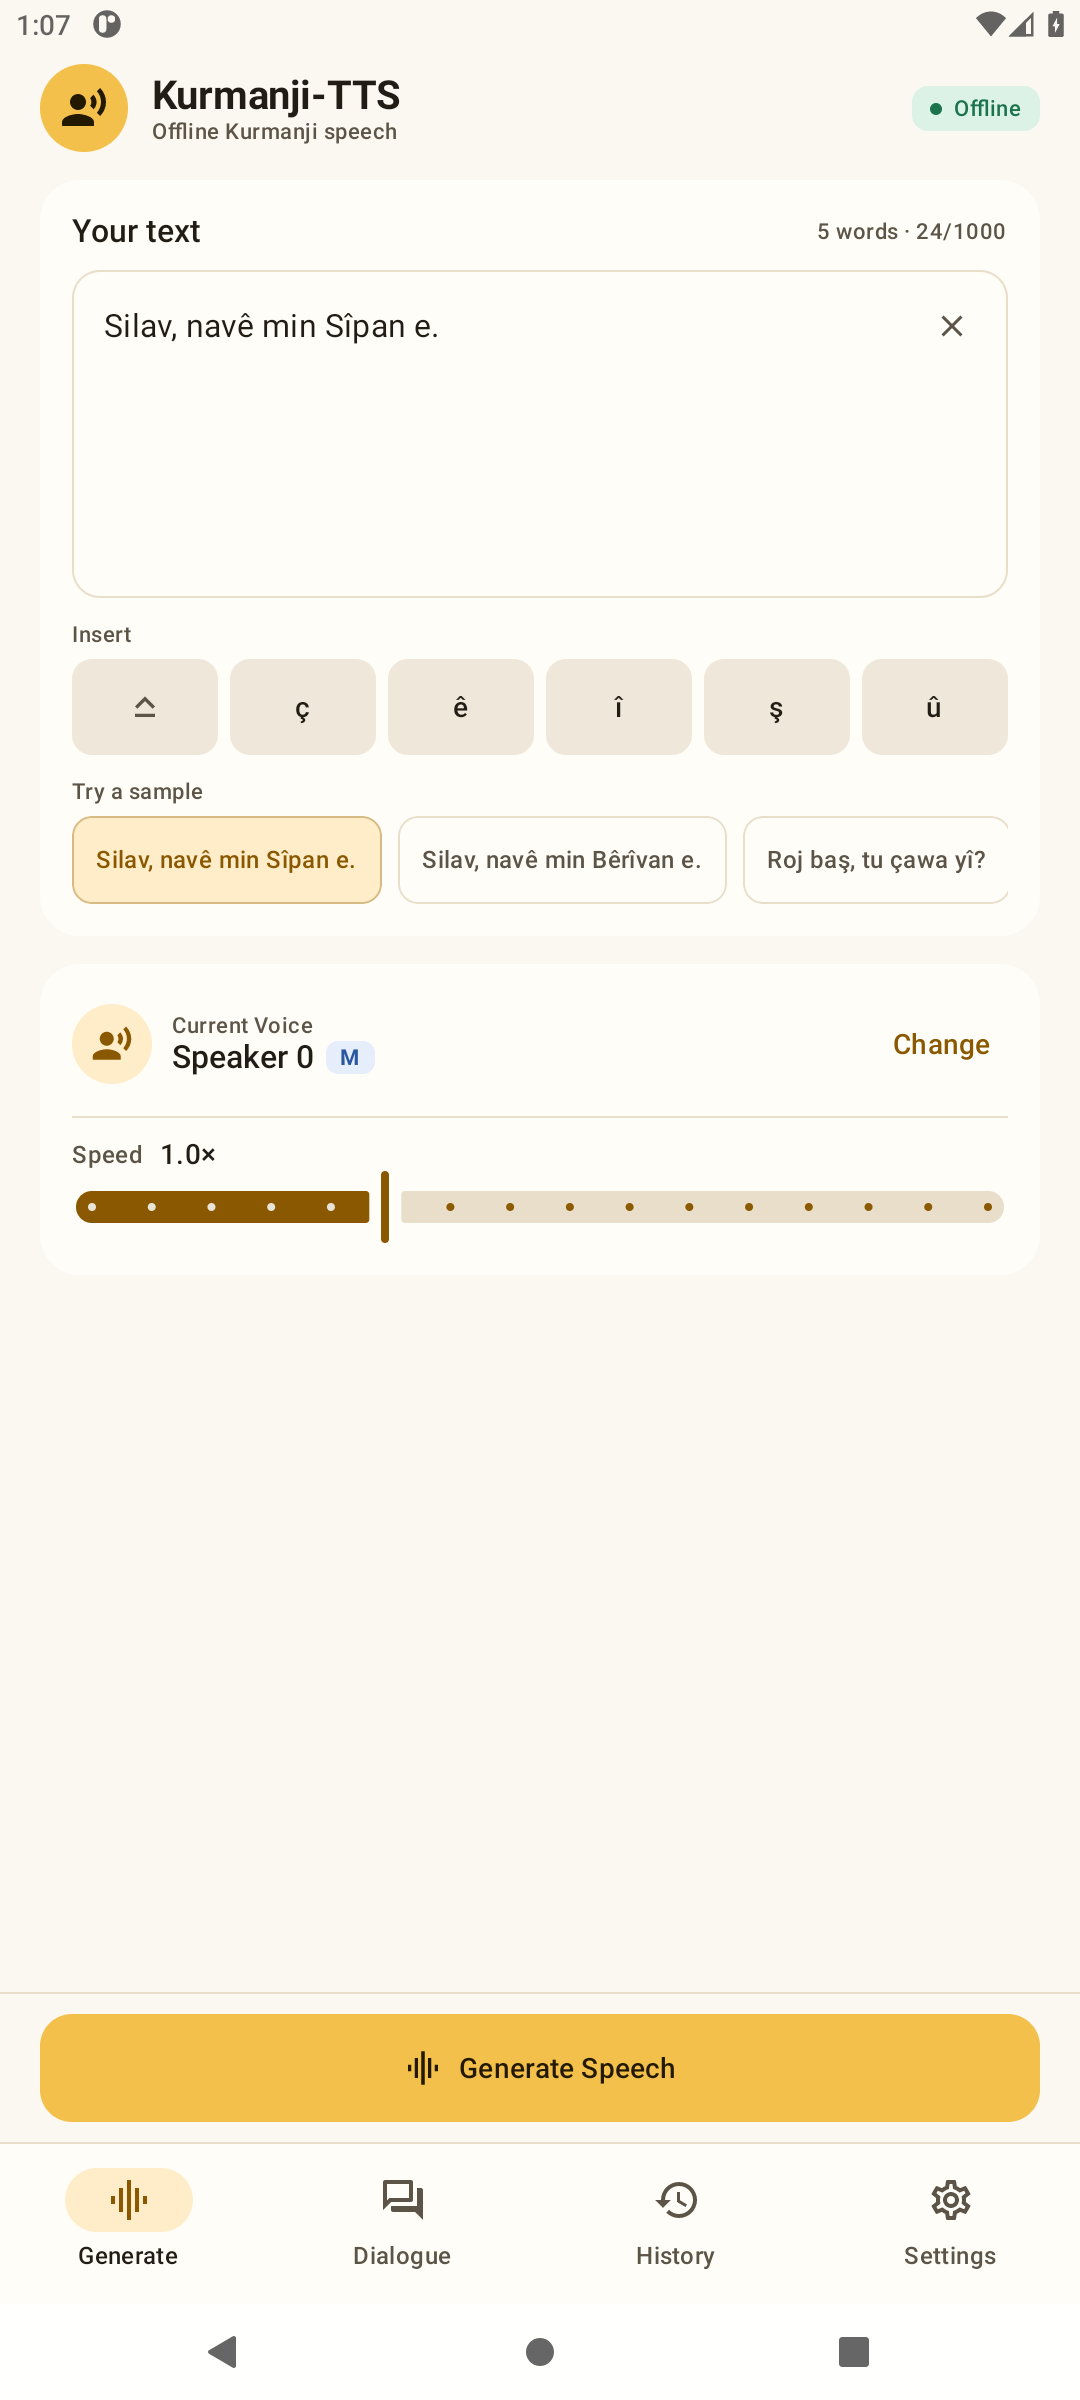 1:07
Kurmanji-TTS
Offline Kurmanji speech
Offline
Your text
5 words · 24/1000
Silav, navê min Sîpan e.
Insert
ç ê î ş û
Try a sample
Silav, navê min Sîpan e.
Silav, navê min Bêrîvan e.
Roj baş, tu çawa yî?
Current Voice
Speaker 0 M
Change
Speed 1.0×
Generate Speech
Generate
Dialogue
History
Settings